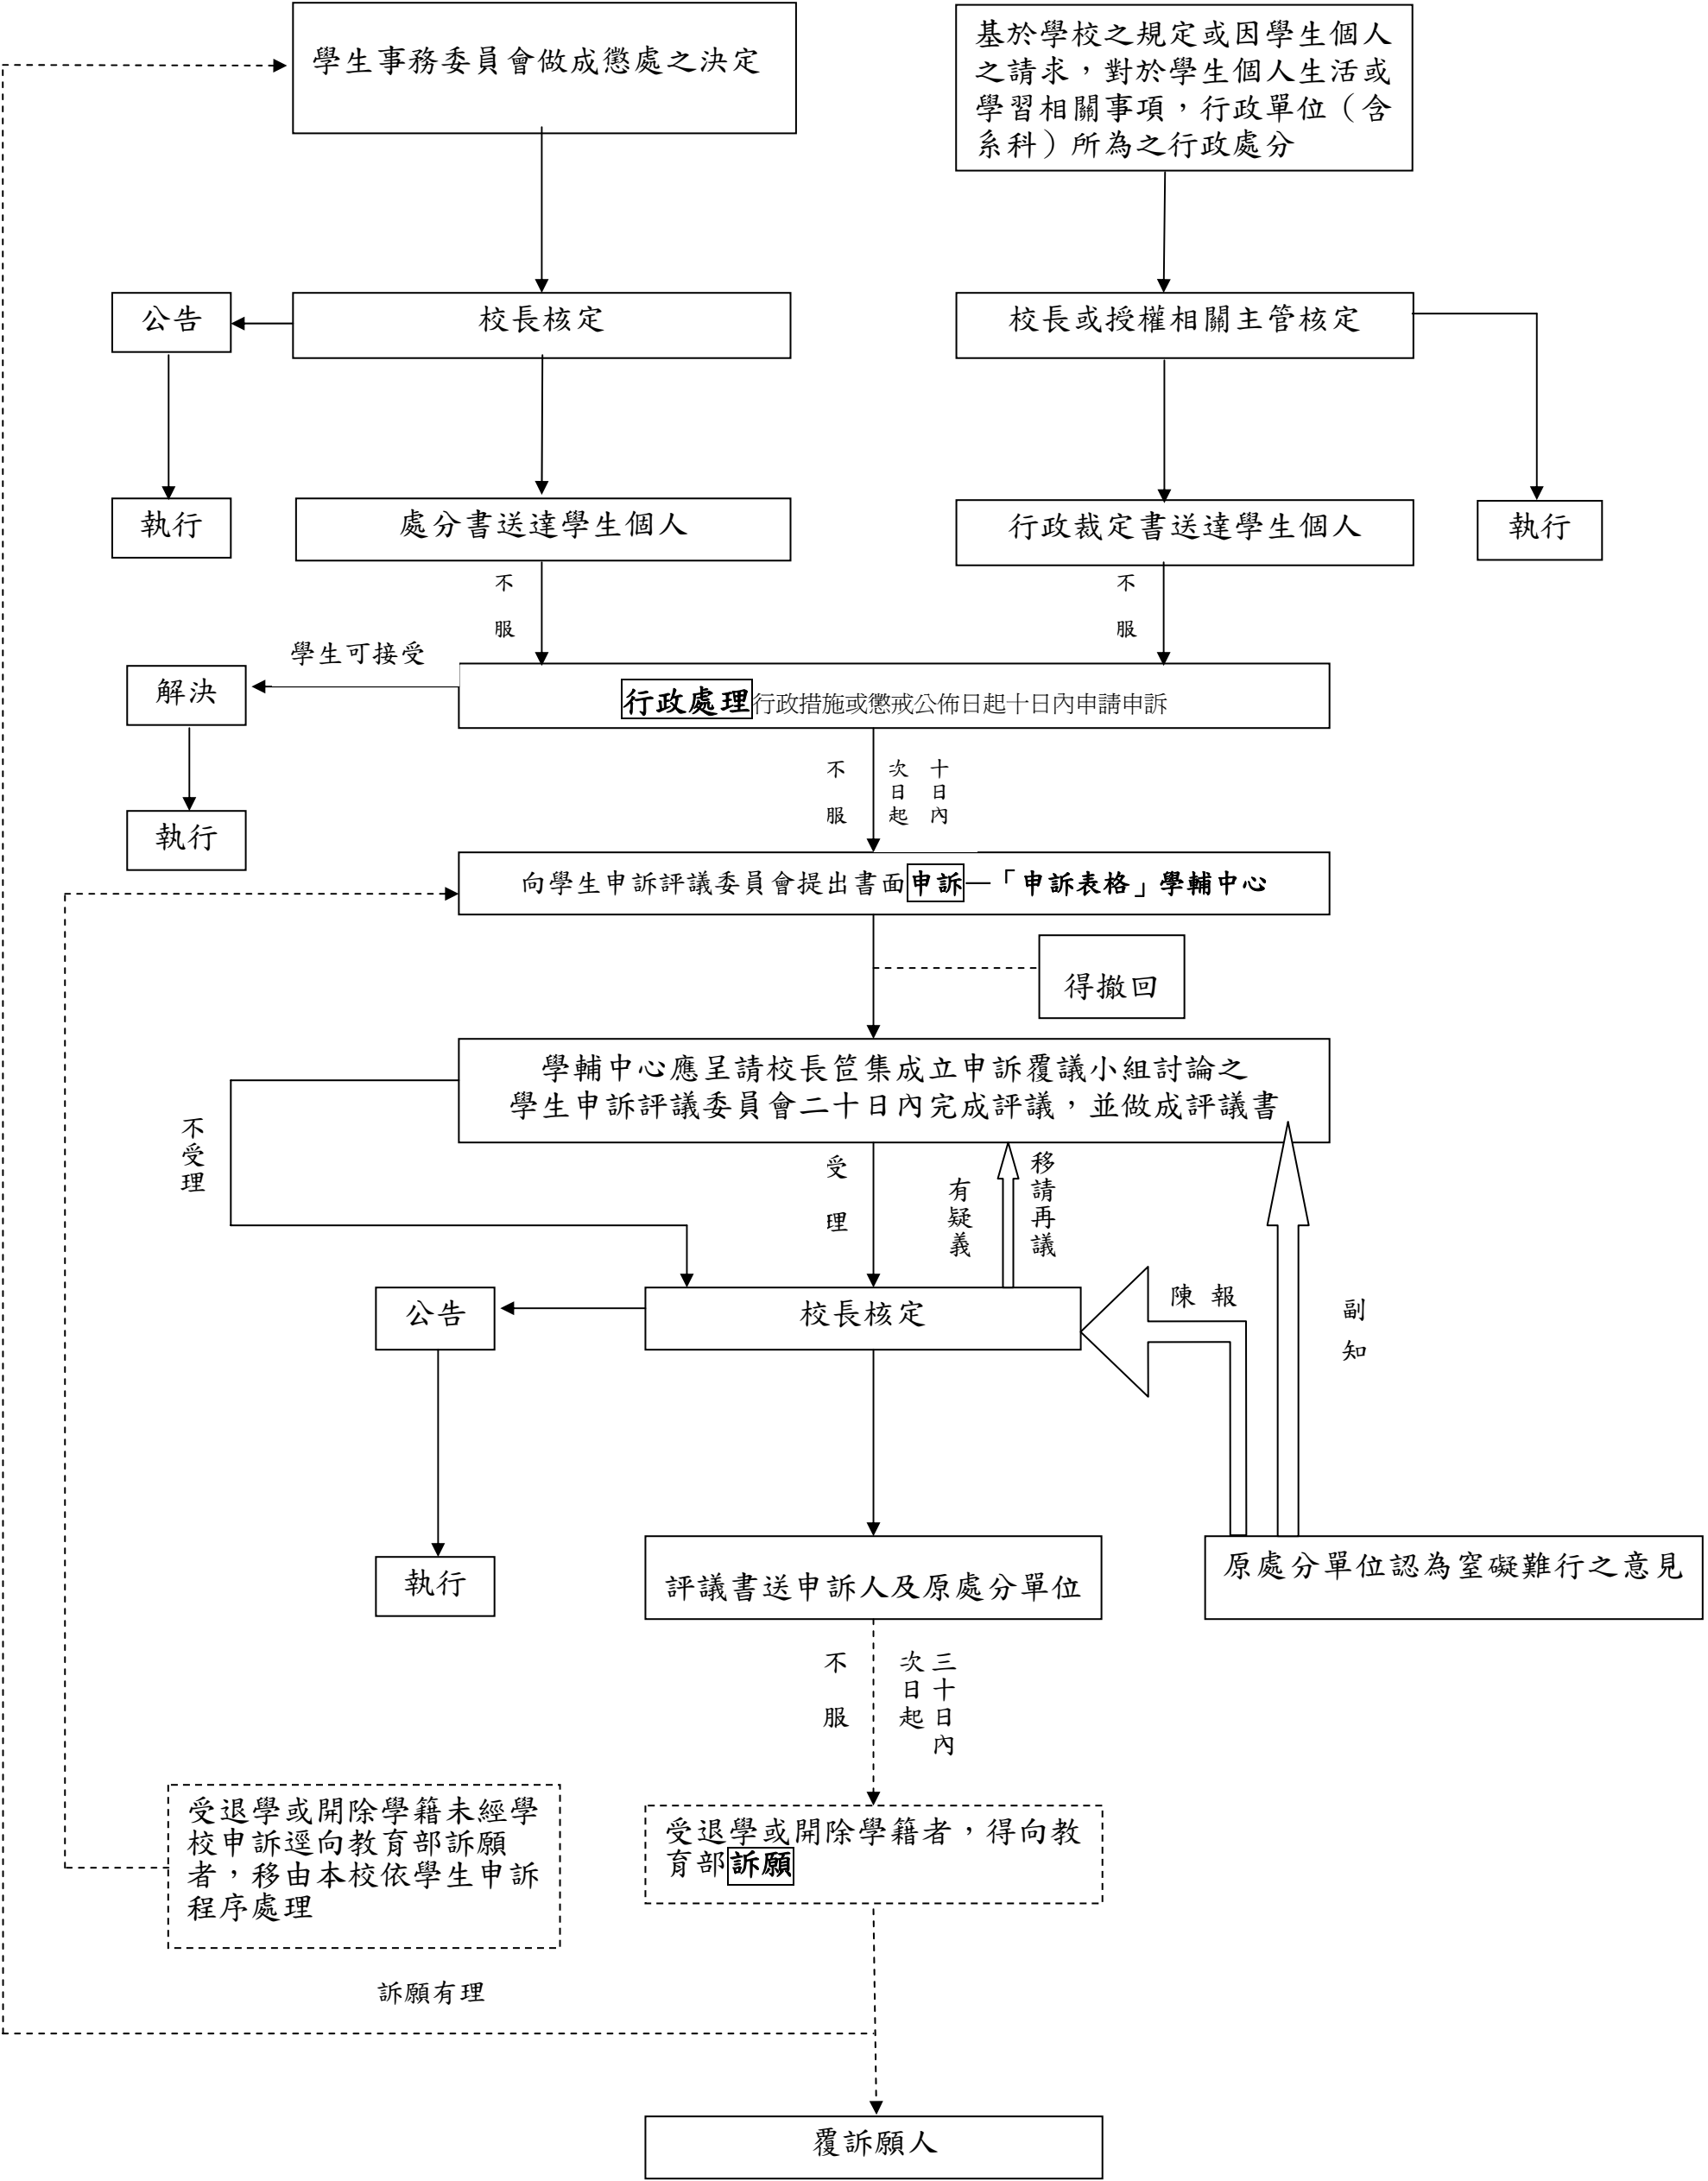 學生事務委員會做成懲處之決定
基於學校之規定或因學生個人
之請求，對於學生個人生活或
學習相關事項，行政單位（含
系科）所為之行政處分
公告
校長核定
校長或授權相關主管核定
執行
處分書送達學生個人
行政裁定書送達學生個人
執行
不服
不服
學生可接受
解決
行政處理行政措施或懲戒公佈日起十日內申請申訴
不服
次日起
十日內
執行
向學生申訴評議委員會提出書面申訴—「申訴表格」學輔中心
得撤回
學輔中心應呈請校長笸集成立申訴覆議小組討論之
學生申訴評議委員會二十日內完成評議，並做成評議書
不受理
受理
有疑義
移請再議
公告
校長核定
陳報
副知
執行
評議書送申訴人及原處分單位
原處分單位認為窒礙難行之意見
不服
次日起
三十日內
受退學或開除學籍未經學
校申訴逕向教育部訴願
者，移由本校依學生申訴
程序處理
受退學或開除學籍者，得向教
育部訴願
訴願有理
覆訴願人